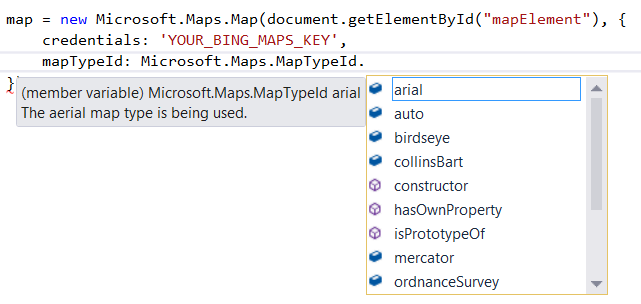 map = new Microsoft.Maps.Map(document.getElementById("mapElement"), {
credentials: 'YOUR_BING_MAPS_KEY',
mapTypeId: Microsoft.Maps.MapTypeId.
})
(member variable) Microsoft.Maps.MapTypeId arial
The aerial map type is being used.
arial
auto
birdseye
collinsBart
constructor
hasOwnProperty
isPrototypeOf
mercator
ordnanceSurvey